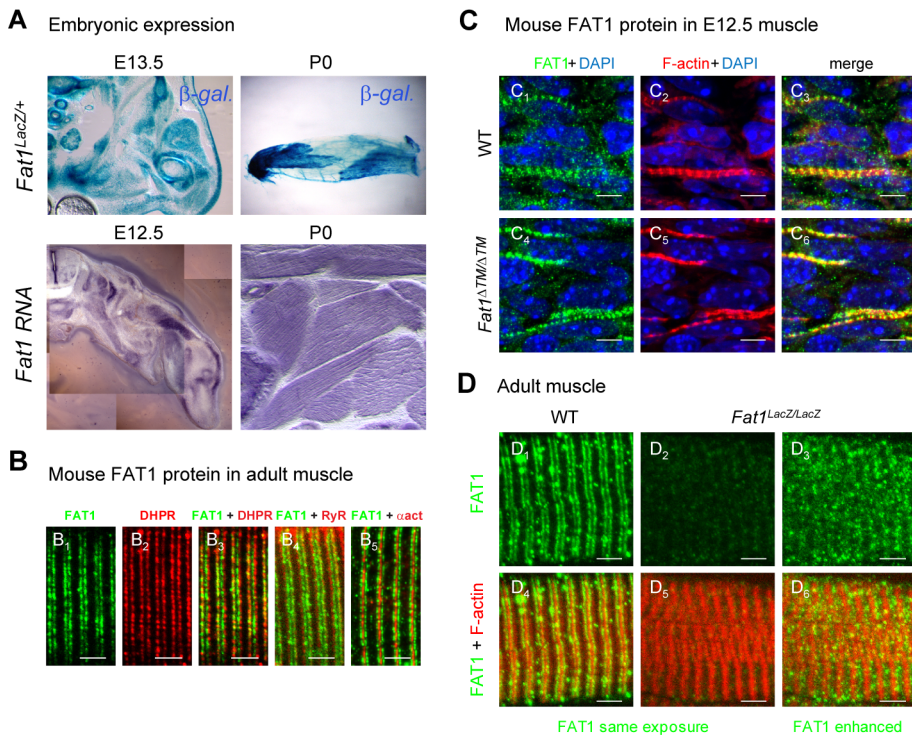 A Embryonic expression
E13.5 P0
Fat1LacZ/+
β-gal. β-gal.
E12.5 P0
Fat1 RNA
B Mouse FAT1 protein in adult muscle
FAT1 DHPR FAT1 + DHPR FAT1 + RyR FAT1 + αact
B1 B2 B3 B4 B5
C Mouse FAT1 protein in E12.5 muscle
FAT1+DAPI F-actin+DAPI merge
WT
C1 C2 C3
Fat1ΔTM/ΔTM
C4 C5 C6
D Adult muscle
WT Fat1LacZ/LacZ
FAT1
D1 D2 D3
FAT1 + F-actin
D4 D5 D6
FAT1 same exposure FAT1 enhanced